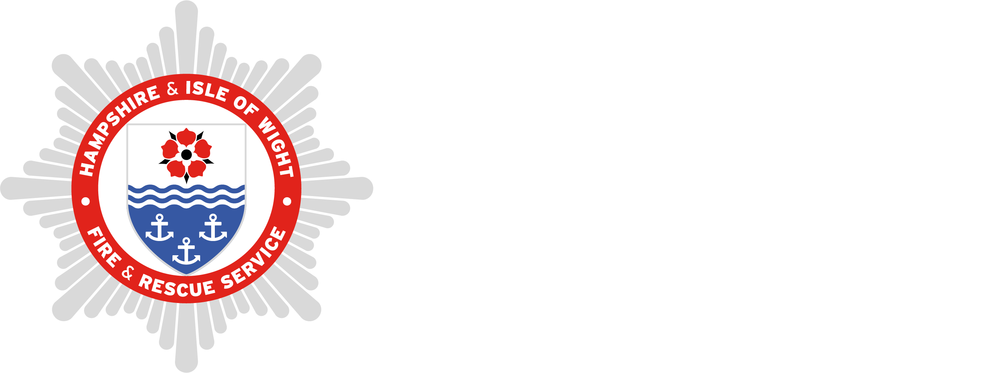 HAMPSHIRE & ISLE OF WIGHT
FIRE & RESCUE SERVICE